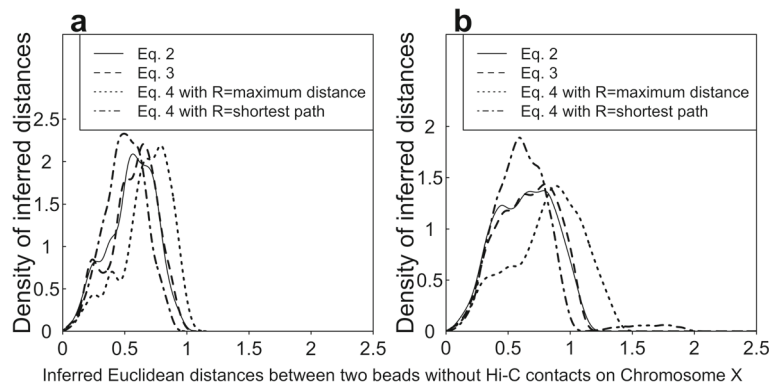 a
Eq. 2
Eq. 3
Eq. 4 with R=maximum distance
Eq. 4 with R=shortest path
Density of inferred distances
2.5
2
1.5
1
0.5
0
0 0.5 1 1.5 2 2.5
b
Eq. 2
Eq. 3
Eq. 4 with R=maximum distance
Eq. 4 with R=shortest path
Density of inferred distances
2
1.5
1
0.5
0
0 0.5 1 1.5 2 2.5
Inferred Euclidean distances between two beads without Hi-C contacts on Chromosome X